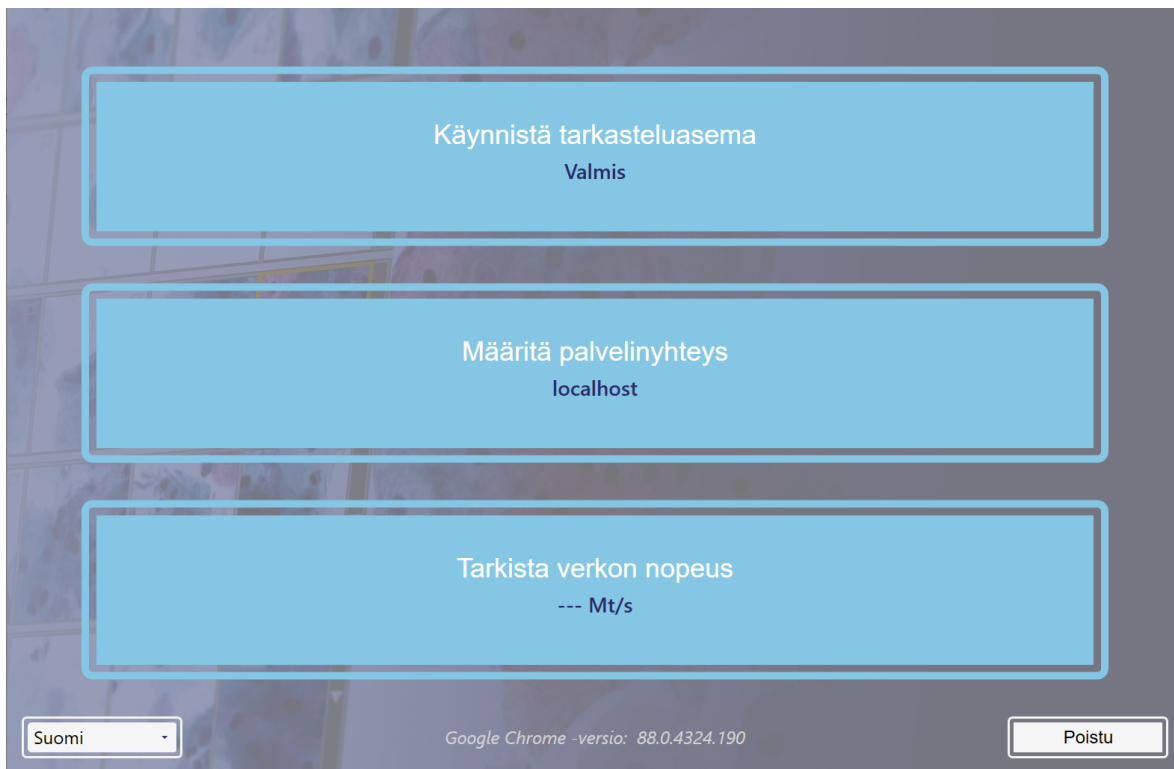 Käynnistä tarkasteluasema
Valmis
Määritä palvelinyhteys
localhost
Tarkista verkon nopeus
--- Mt/s
Suomi
Google Chrome -versio: 88.0.4324.190
Poistu